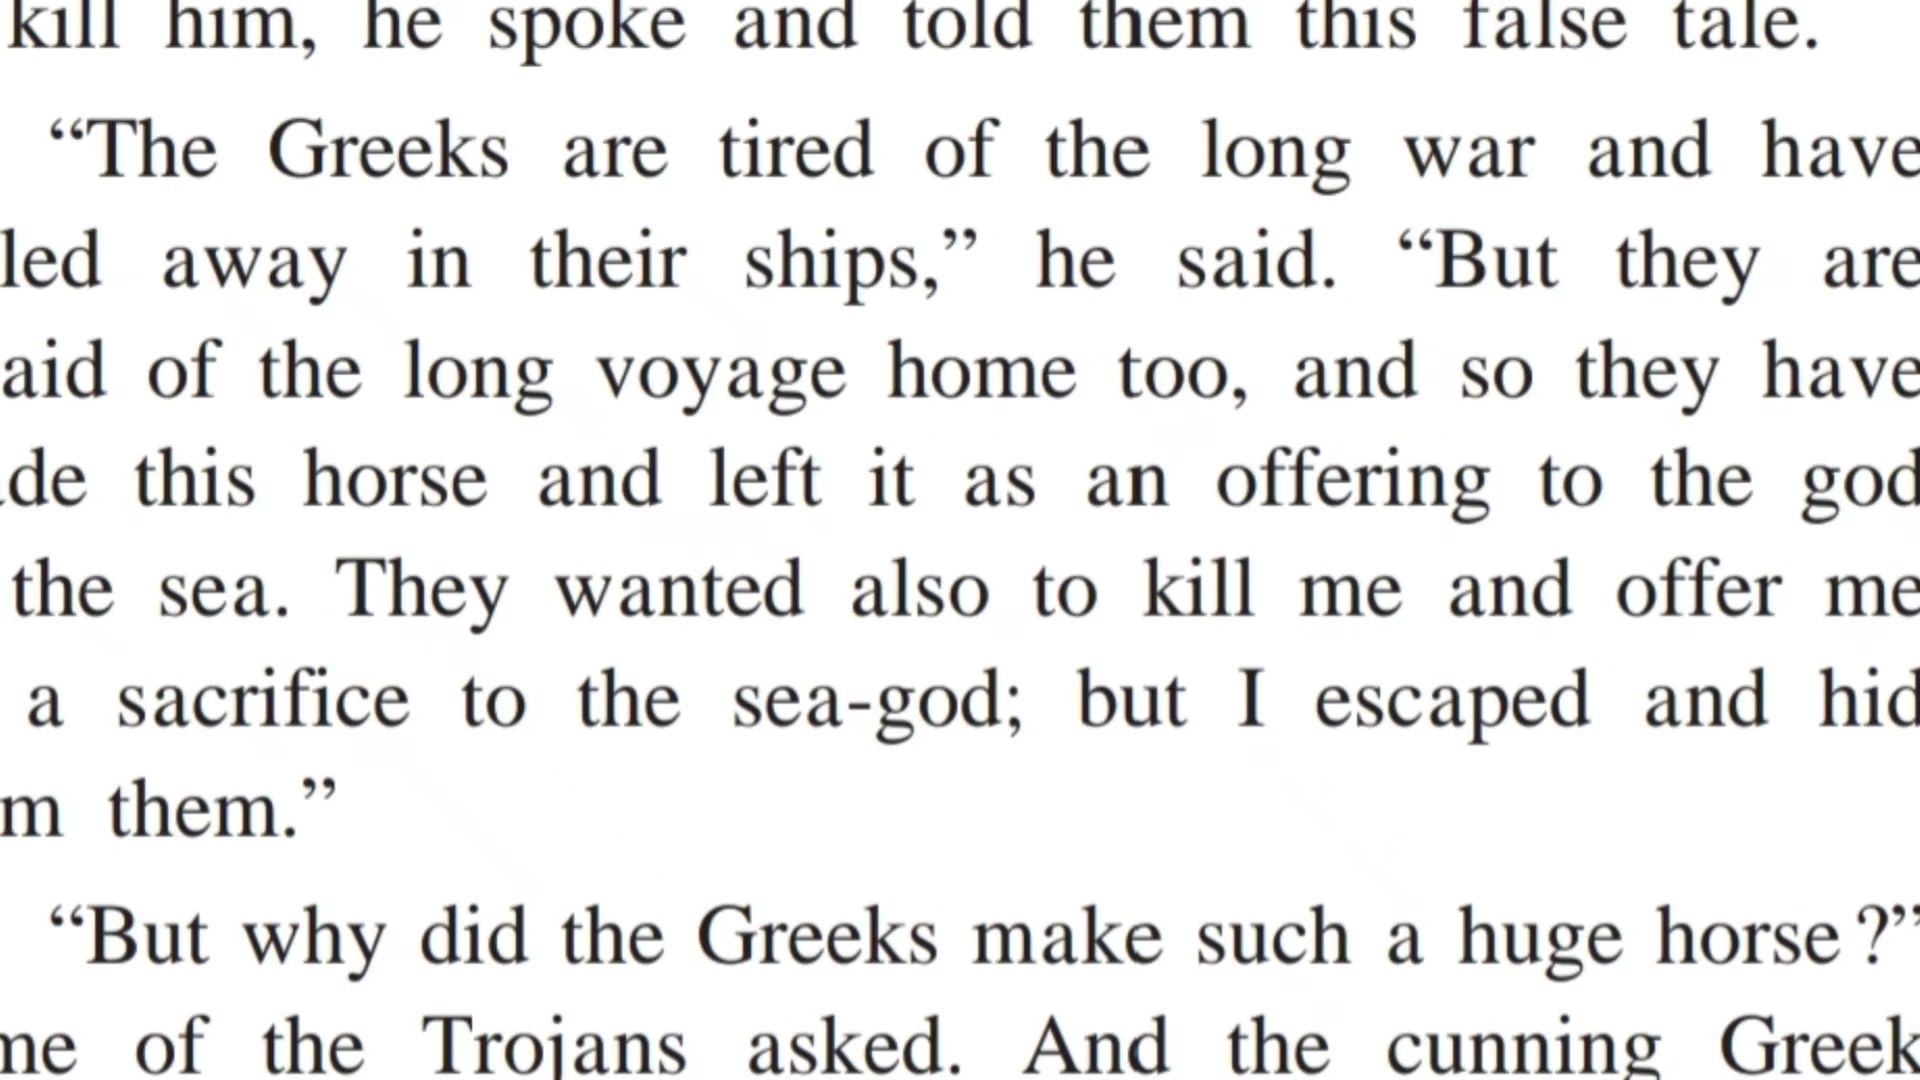 kill him, he spoke and told them this false tale.
“The Greeks are tired of the long war and have
led away in their ships,” he said. “But they are
aid of the long voyage home too, and so they have
de this horse and left it as an offering to the god
the sea. They wanted also to kill me and offer me
a sacrifice to the sea-god; but I escaped and hid
m them.”
“But why did the Greeks make such a huge horse?”
me of the Trojans asked. And the cunning Greek